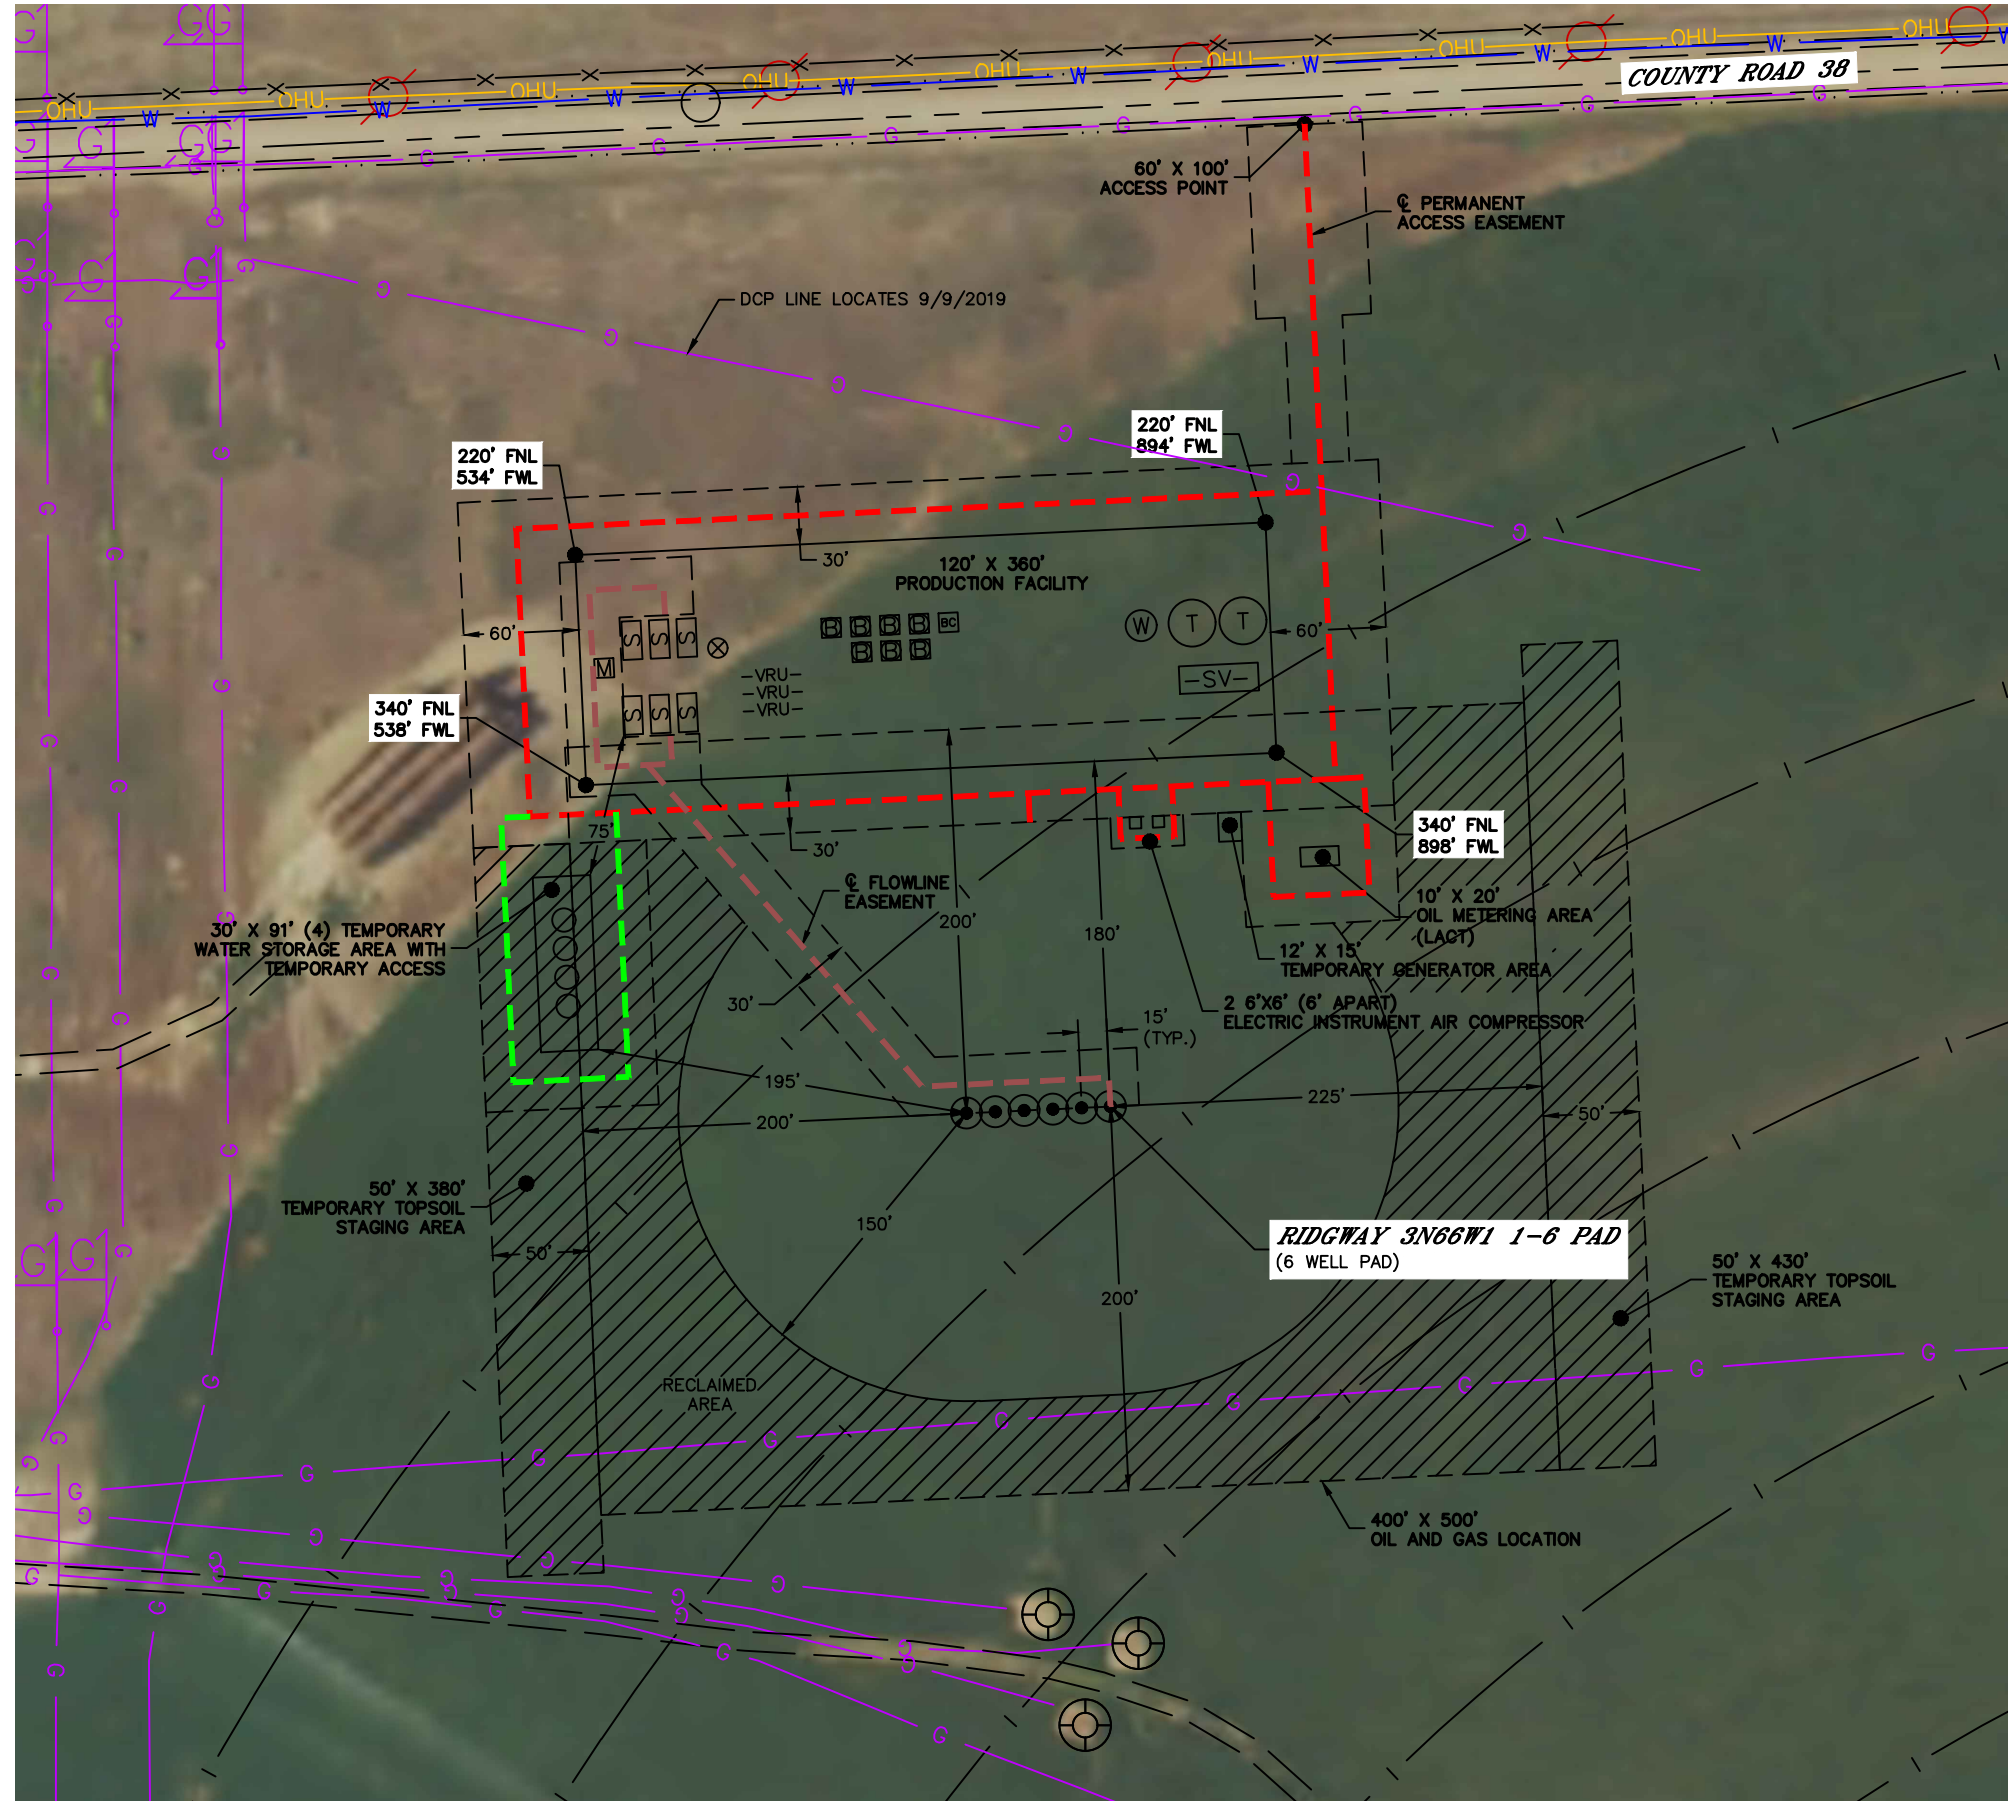 COUNTY ROAD 38
60' X 100'
ACCESS POINT
℄ PERMANENT
ACCESS EASEMENT
DCP LINE LOCATES 9/9/2019
220' FNL
534' FWL
220' FNL
894' FWL
30'
120' X 360'
PRODUCTION FACILITY
60'
60'
S S S
M
B B B B BC
B B B
W T T
-VRU-
-VRU-
-VRU-
-SV-
S S S
340' FNL
538' FWL
340' FNL
898' FWL
75'
30'
℄ FLOWLINE
EASEMENT
200'
180'
10' X 20'
OIL METERING AREA
(LACT)
30' X 91' (4) TEMPORARY
WATER STORAGE AREA WITH
TEMPORARY ACCESS
12' X 15'
TEMPORARY GENERATOR AREA
30'
2 6'X6' (6' APART)
ELECTRIC INSTRUMENT AIR COMPRESSOR
15'
(TYP.)
195'
200'
225'
50'
50' X 380'
TEMPORARY TOPSOIL
STAGING AREA
50'
150'
RIDGWAY 3N66W1 1-6 PAD
(6 WELL PAD)
200'
50' X 430'
TEMPORARY TOPSOIL
STAGING AREA
RECLAIMED
AREA
400' X 500'
OIL AND GAS LOCATION